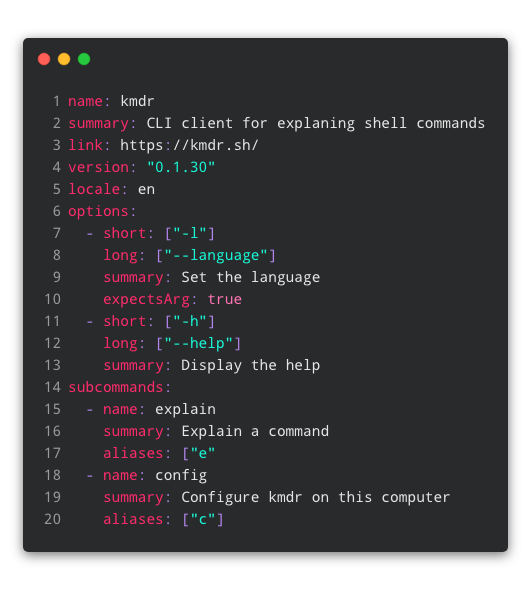 1 name: kmdr
2 summary: CLI client for explaning shell commands
3 link: https://kmdr.sh/
4 version: "0.1.30"
5 locale: en
6 options:
7   - short: ["-l"]
8     long: ["--language"]
9     summary: Set the language
10     expectsArg: true
11   - short: ["-h"]
12     long: ["--help"]
13     summary: Display the help
14 subcommands:
15   - name: explain
16     summary: Explain a command
17     aliases: ["e"
18   - name: config
19     summary: Configure kmdr on this computer
20     aliases: ["c"]